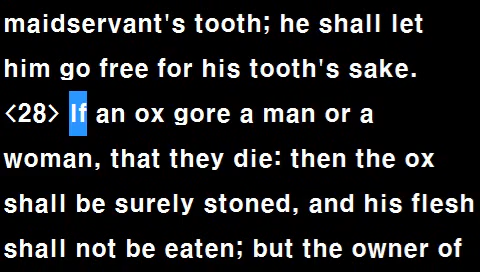 maidservant's tooth; he shall let
him go free for his tooth's sake.
<28> If an ox gore a man or a
woman, that they die: then the ox
shall be surely stoned, and his flesh
shall not be eaten; but the owner of